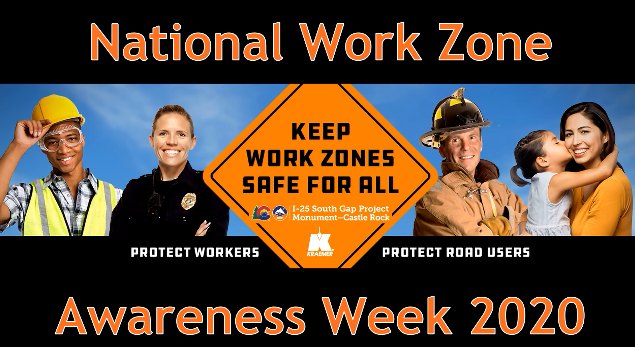 National Work Zone
KEEP
WORK ZONES
SAFE FOR ALL
I-25 South Gap Project
Monument–Castle Rock
K
KRAEMER
PROTECT WORKERS
PROTECT ROAD USERS
Awareness Week 2020